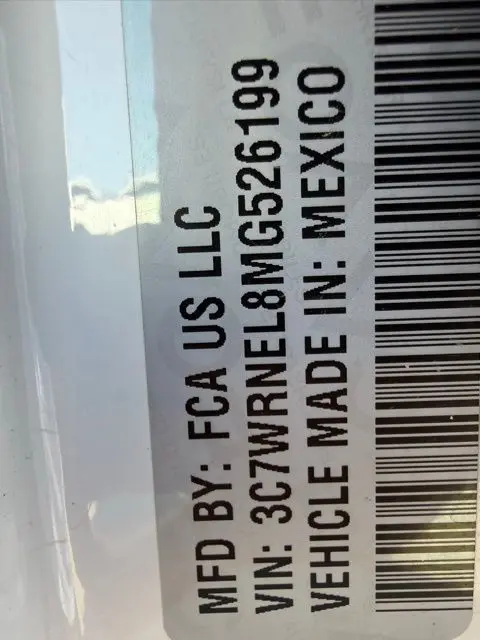 MFD BY: FCA US LLC
VIN: 3C7WRNEL8MG526199
VEHICLE MADE IN: MEXICO